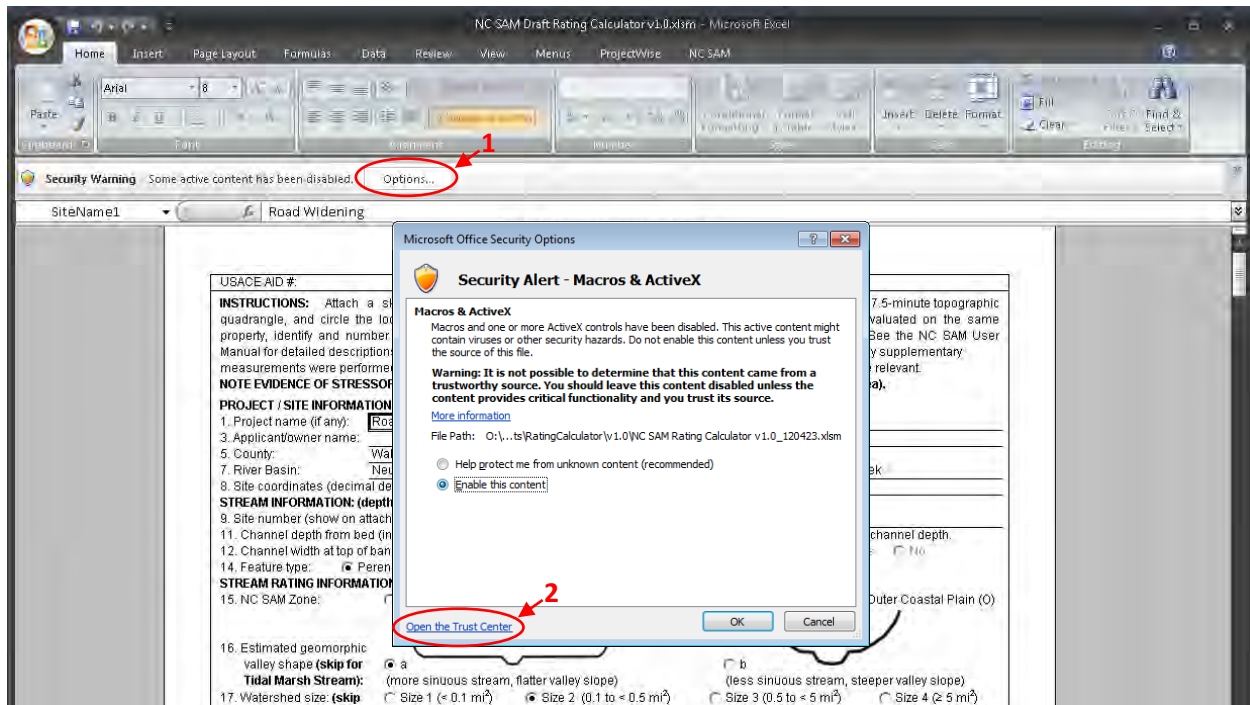 NC SAM Draft Rating Calculator v1.0.xlsm - Microsoft Excel
Home Insert Page Layout Formulas Data Review View Menus ProjectWise NC SAM
Arial 8
Paste
B I U
Insert Delete Format
Fill
Clear
Find &
Select
Clipboard Font Alignment Number Editing
1
Security Warning Some active content has been disabled. Options...
SiteName1 fx Road Widening
Microsoft Office Security Options
Security Alert - Macros & ActiveX
Macros & ActiveX
Macros and one or more ActiveX controls have been disabled. This active content might
contain viruses or other security hazards. Do not enable this content unless you trust
the source of this file.
Warning: It is not possible to determine that this content came from a
trustworthy source. You should leave this content disabled unless the
content provides critical functionality and you trust its source.
More information
File Path: O:\...ts\RatingCalculator\v1.0\NC SAM Rating Calculator v1.0_120423.xlsm
Help protect me from unknown content (recommended)
Enable this content
2
Open the Trust Center OK Cancel
USACE AID #:
INSTRUCTIONS: Attach a s 7.5-minute topographic
quadrangle, and circle the loc valuated on the same
property, identify and number See the NC SAM User
Manual for detailed description y supplementary
measurements were performe relevant.
NOTE EVIDENCE OF STRESSOR a).
PROJECT / SITE INFORMATION
1. Project name (if any): Roa
3. Applicant/owner name:
5. County: Wa
7. River Basin: Neu ek
8. Site coordinates (decimal de
STREAM INFORMATION: (depth
9. Site number (show on attach
11. Channel depth from bed (in channel depth.
12. Channel width at top of ban No
14. Feature type: Peren
STREAM RATING INFORMATION
15. NC SAM Zone: Outer Coastal Plain (O)
16. Estimated geomorphic
valley shape (skip for a b
Tidal Marsh Stream): (more sinuous stream, flatter valley slope) (less sinuous stream, steeper valley slope)
17. Watershed size: (skip Size 1 (< 0.1 mi²) Size 2 (0.1 to < 0.5 mi²) Size 3 (0.5 to < 5 mi²) Size 4 (≥ 5 mi²)